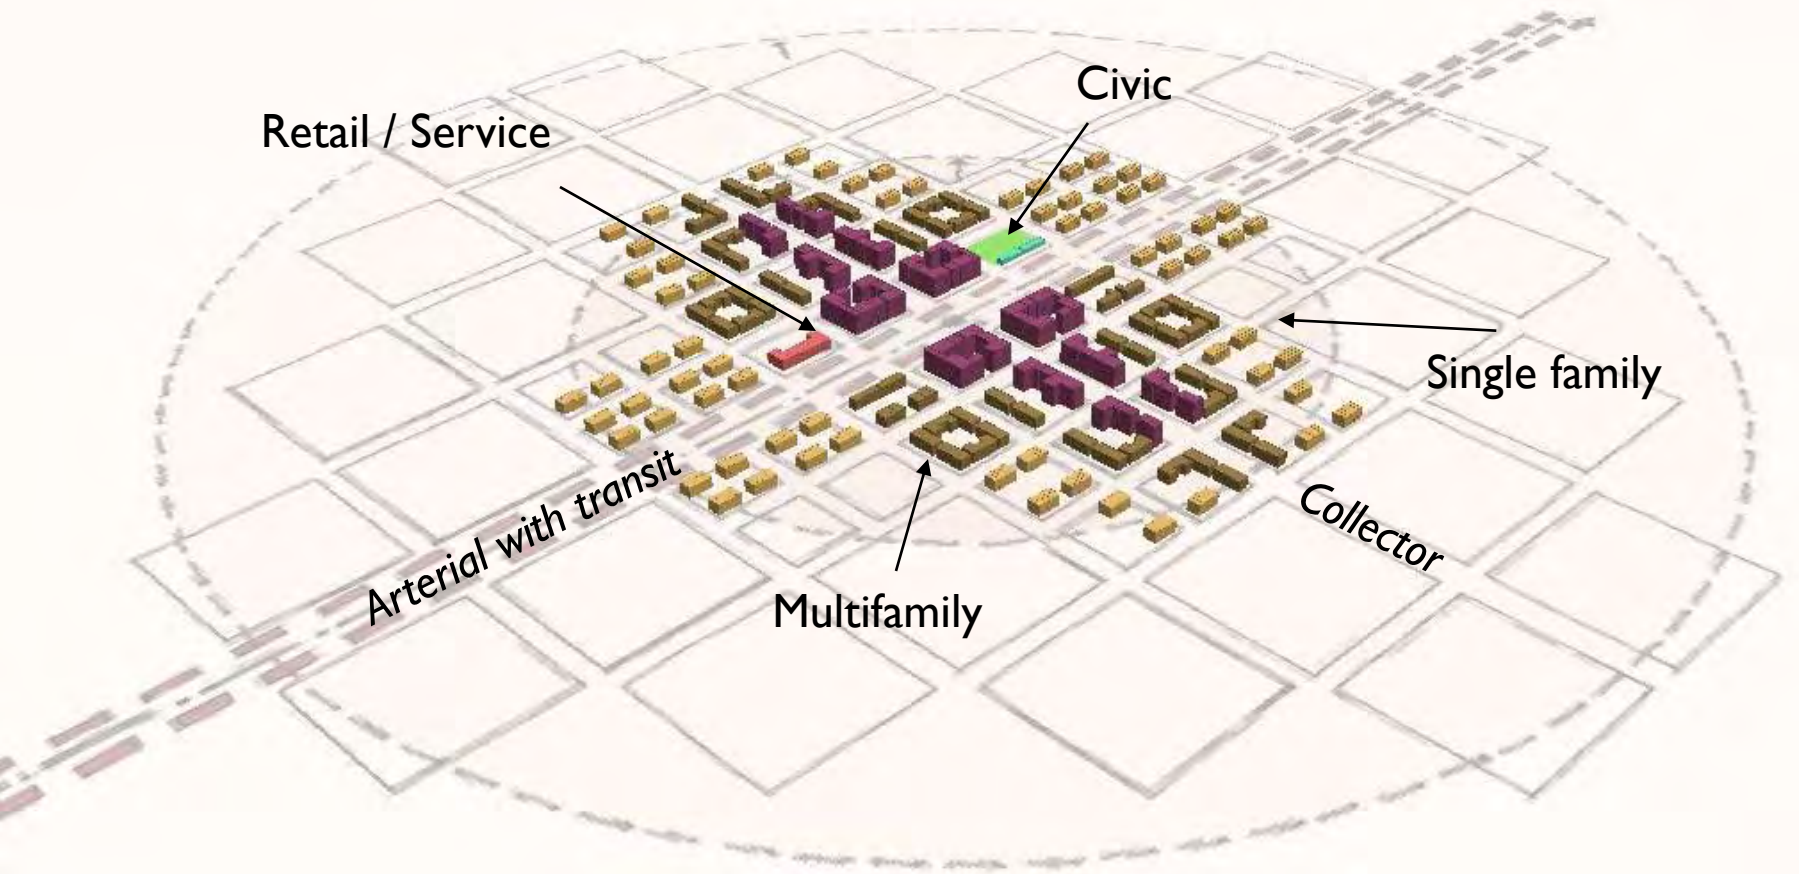 Civic
Retail / Service
Single family
Arterial with transit
Collector
Multifamily